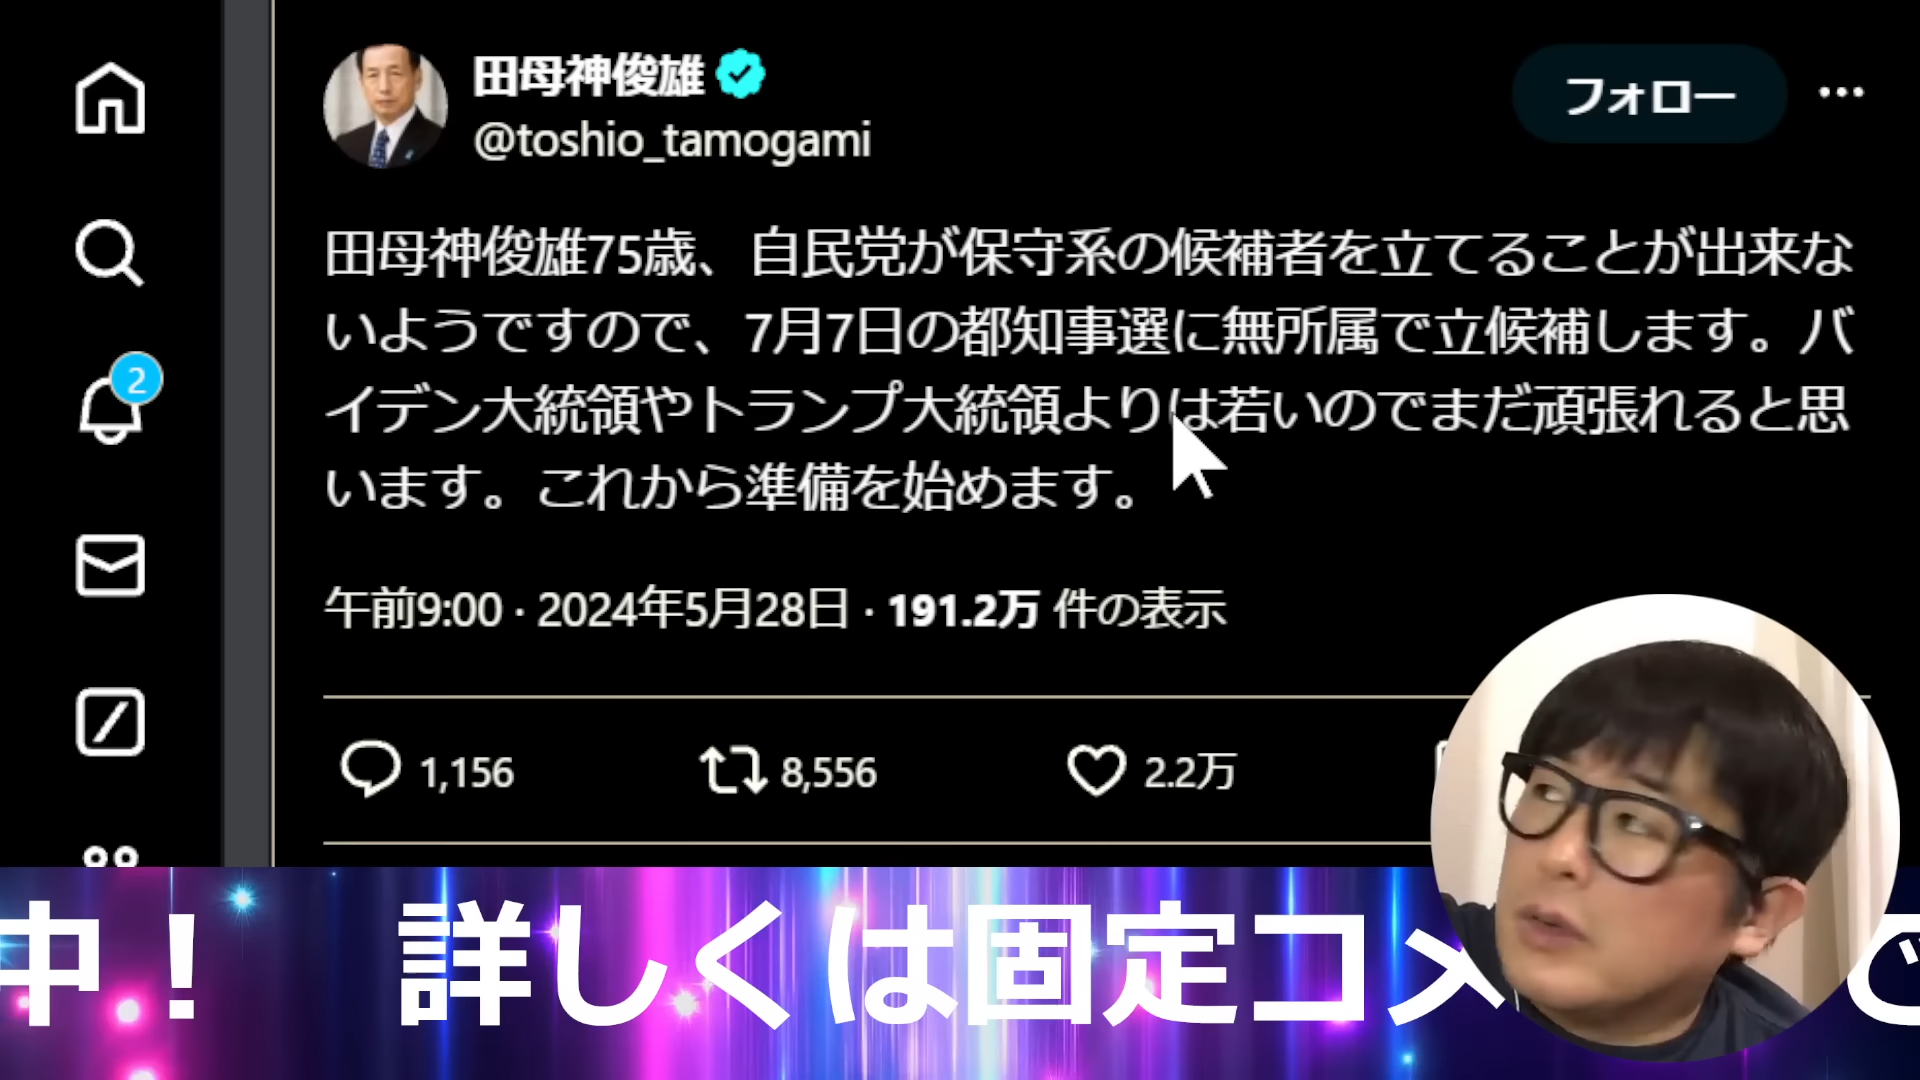 田母神俊雄
@toshio_tamogami
フォロー
田母神俊雄75歳、自民党が保守系の候補者を立てることが出来な
いようですので、7月7日の都知事選に無所属で立候補します。バ
イデン大統領やトランプ大統領よりは若いのでまだ頑張れると思
います。これから準備を始めます。
午前9:00 · 2024年5月28日 · 191.2万 件の表示
2
1,156
8,556
2.2万
中！ 詳しくは固定コメ